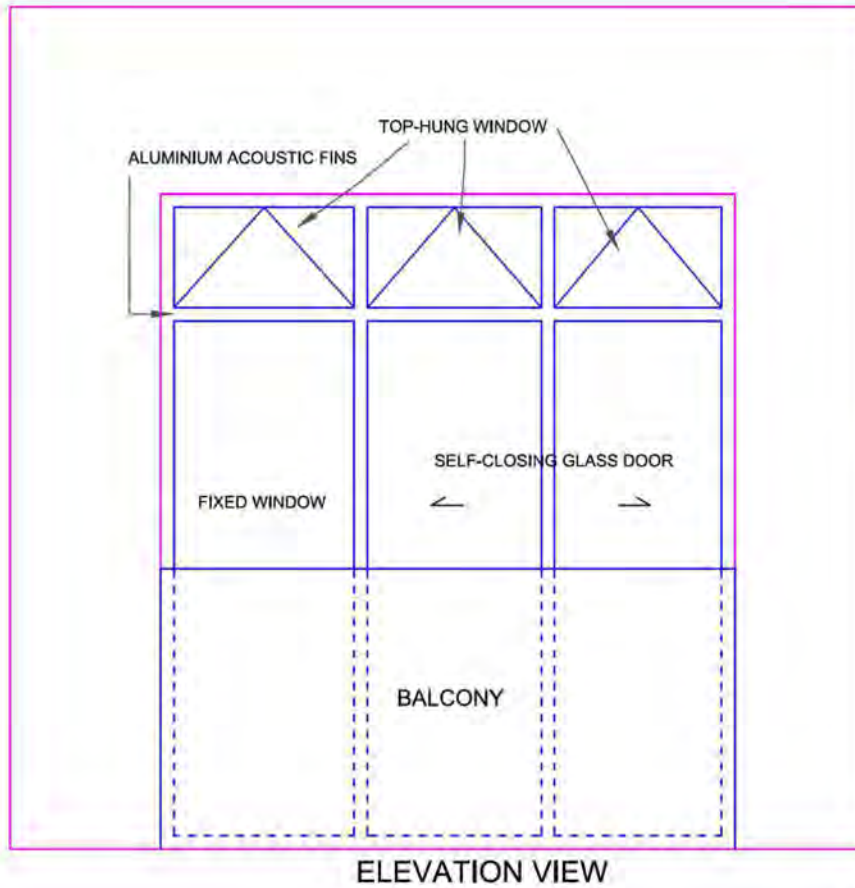 TOP-HUNG WINDOW
ALUMINIUM ACOUSTIC FINS
SELF-CLOSING GLASS DOOR
FIXED WINDOW
BALCONY
ELEVATION VIEW